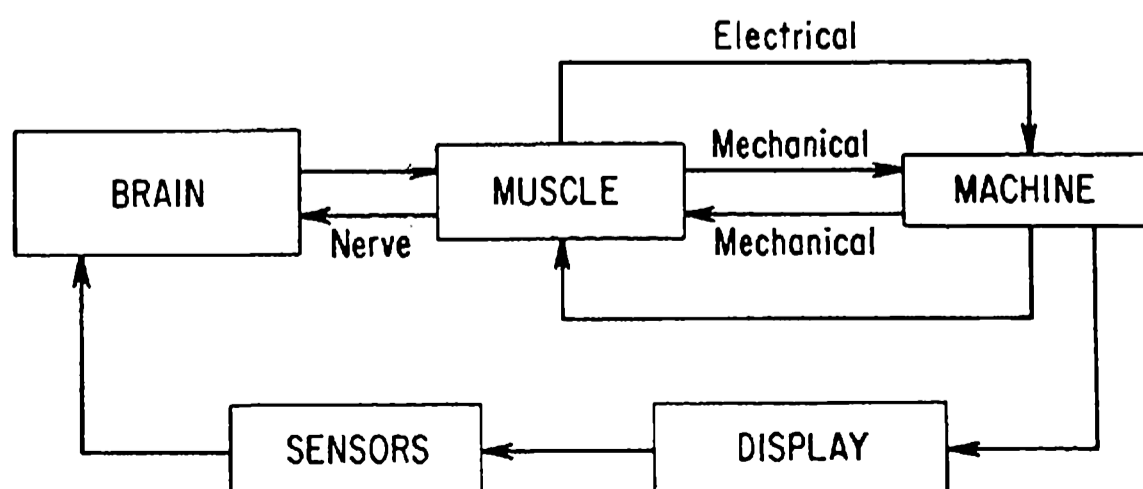 Electrical
BRAIN
MUSCLE
Mechanical
MACHINE
Nerve
Mechanical
SENSORS
DISPLAY